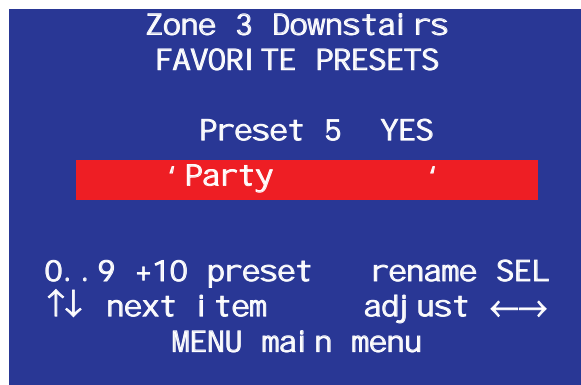 Zone 3 Downstairs
FAVORITE PRESETS
Preset 5 YES
‘Party ‘
0..9 +10 preset rename SEL
↑↓ next item adjust ←→
MENU main menu